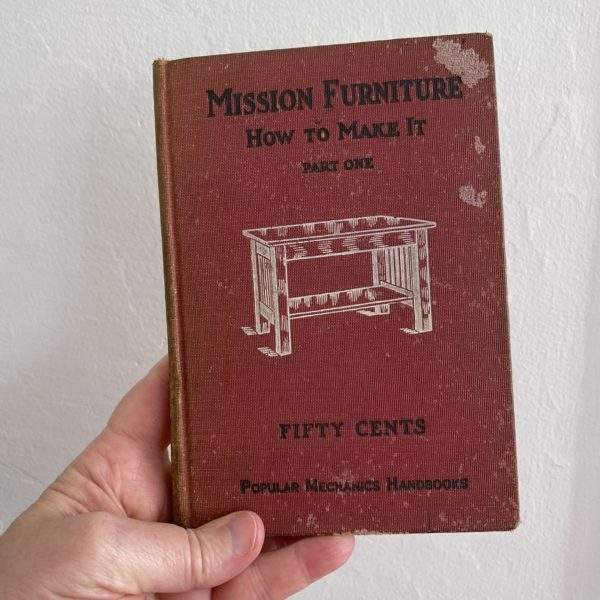 MISSION FURNITURE
HOW TO MAKE IT
PART ONE
FIFTY CENTS
POPULAR MECHANICS HANDBOOKS